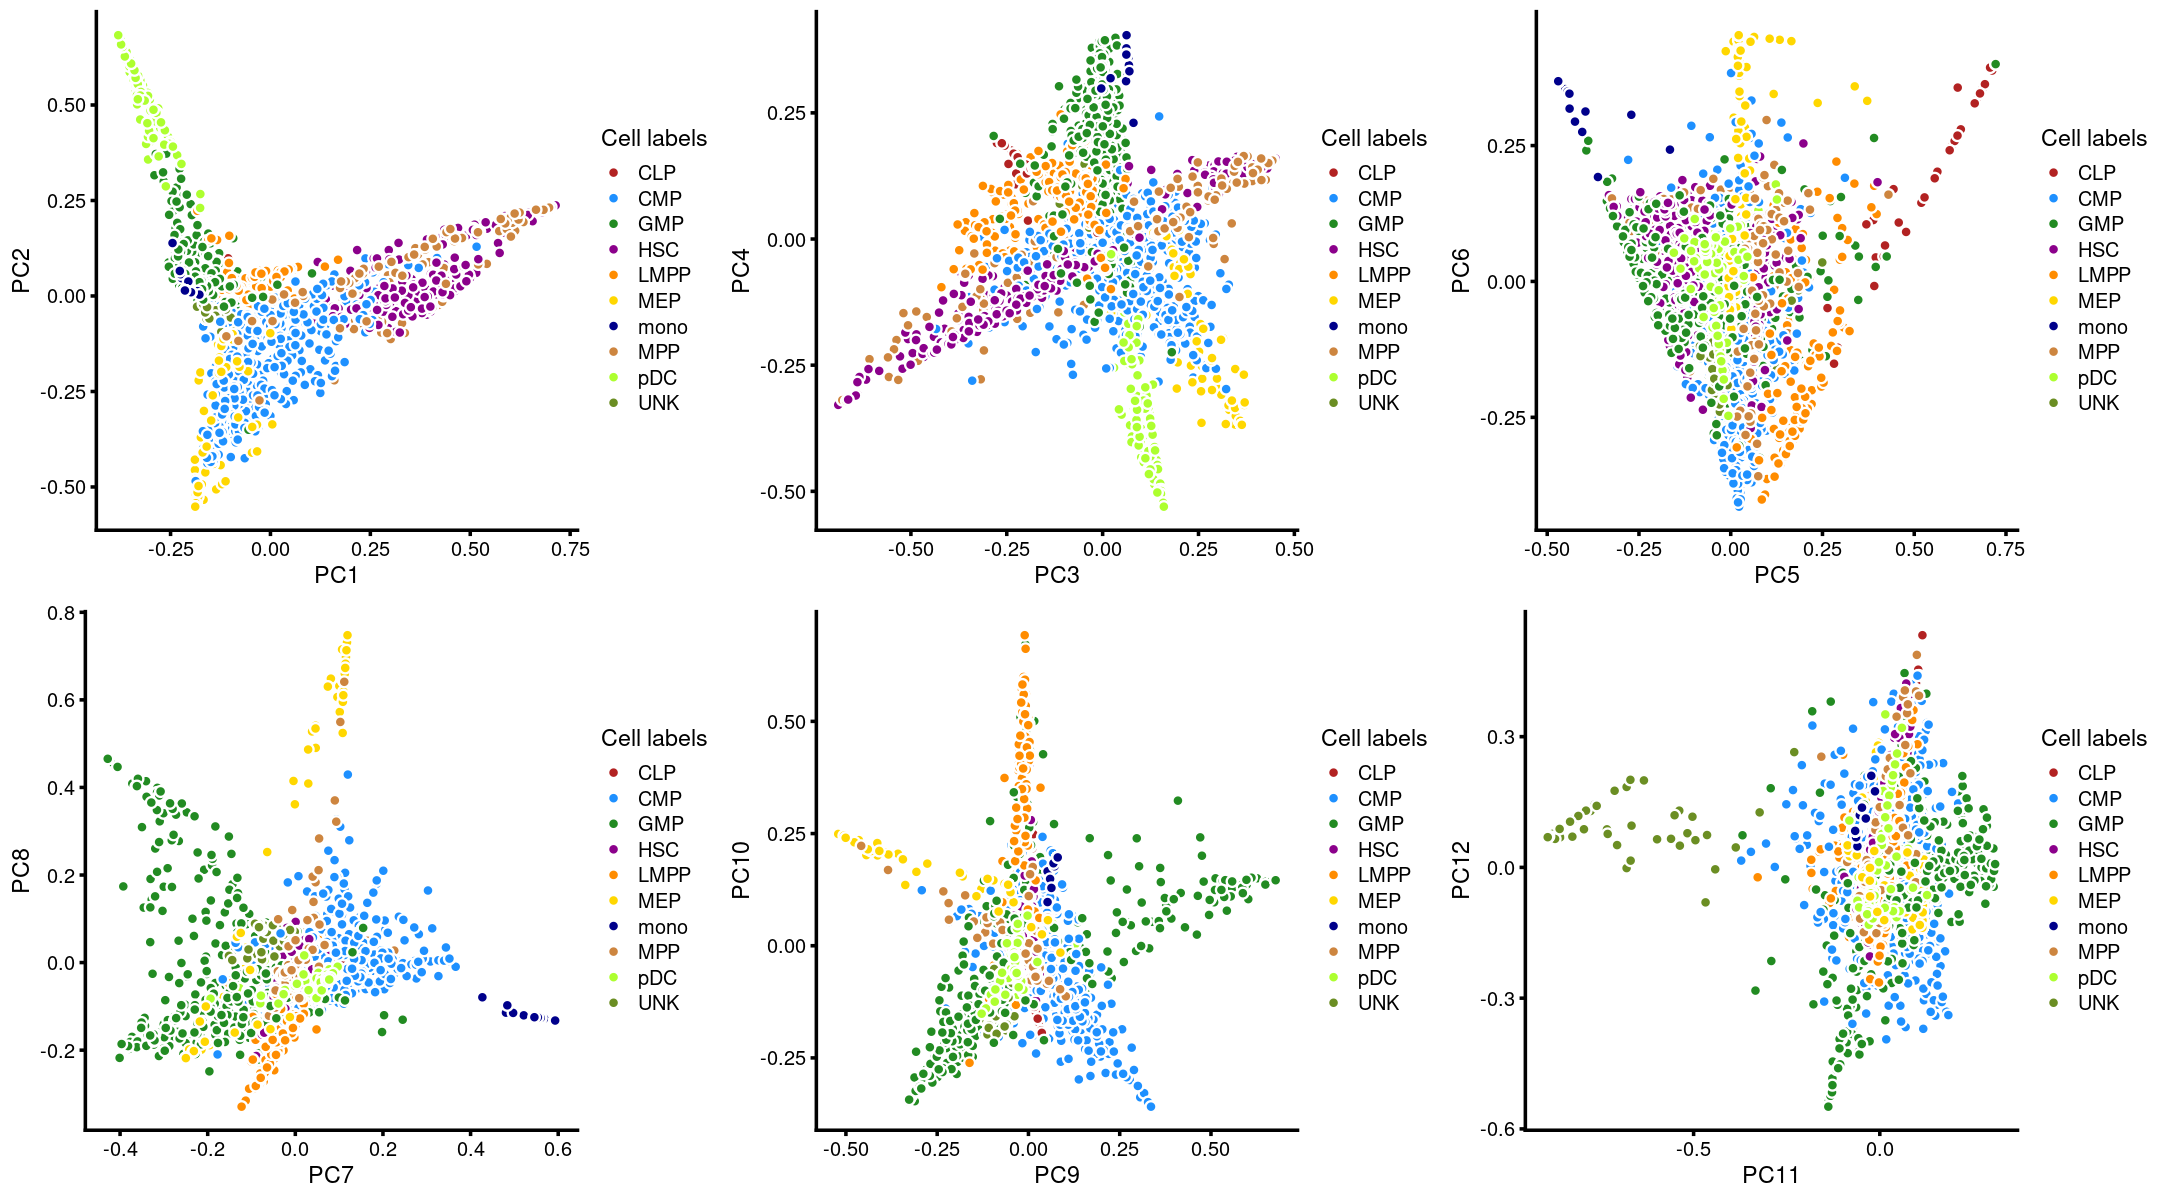 PC2
0.50
0.25
0.00
-0.25
-0.50
-0.25
0.00
0.25
0.50
0.75
PC1
Cell labels
CLP
CMP
GMP
HSC
LMPP
MEP
mono
MPP
pDC
UNK
PC4
0.25
0.00
-0.25
-0.50
-0.50
-0.25
0.00
0.25
0.50
PC3
Cell labels
CLP
CMP
GMP
HSC
LMPP
MEP
mono
MPP
pDC
UNK
PC6
0.25
0.00
-0.25
-0.50
-0.25
0.00
0.25
0.50
0.75
PC5
Cell labels
CLP
CMP
GMP
HSC
LMPP
MEP
mono
MPP
pDC
UNK
PC8
0.8
0.6
0.4
0.2
0.0
-0.2
-0.4
-0.2
0.0
0.2
0.4
0.6
PC7
Cell labels
CLP
CMP
GMP
HSC
LMPP
MEP
mono
MPP
pDC
UNK
PC10
0.50
0.25
0.00
-0.25
-0.50
-0.25
0.00
0.25
0.50
PC9
Cell labels
CLP
CMP
GMP
HSC
LMPP
MEP
mono
MPP
pDC
UNK
PC12
0.3
0.0
-0.3
-0.6
-0.5
0.0
PC11
Cell labels
CLP
CMP
GMP
HSC
LMPP
MEP
mono
MPP
pDC
UNK